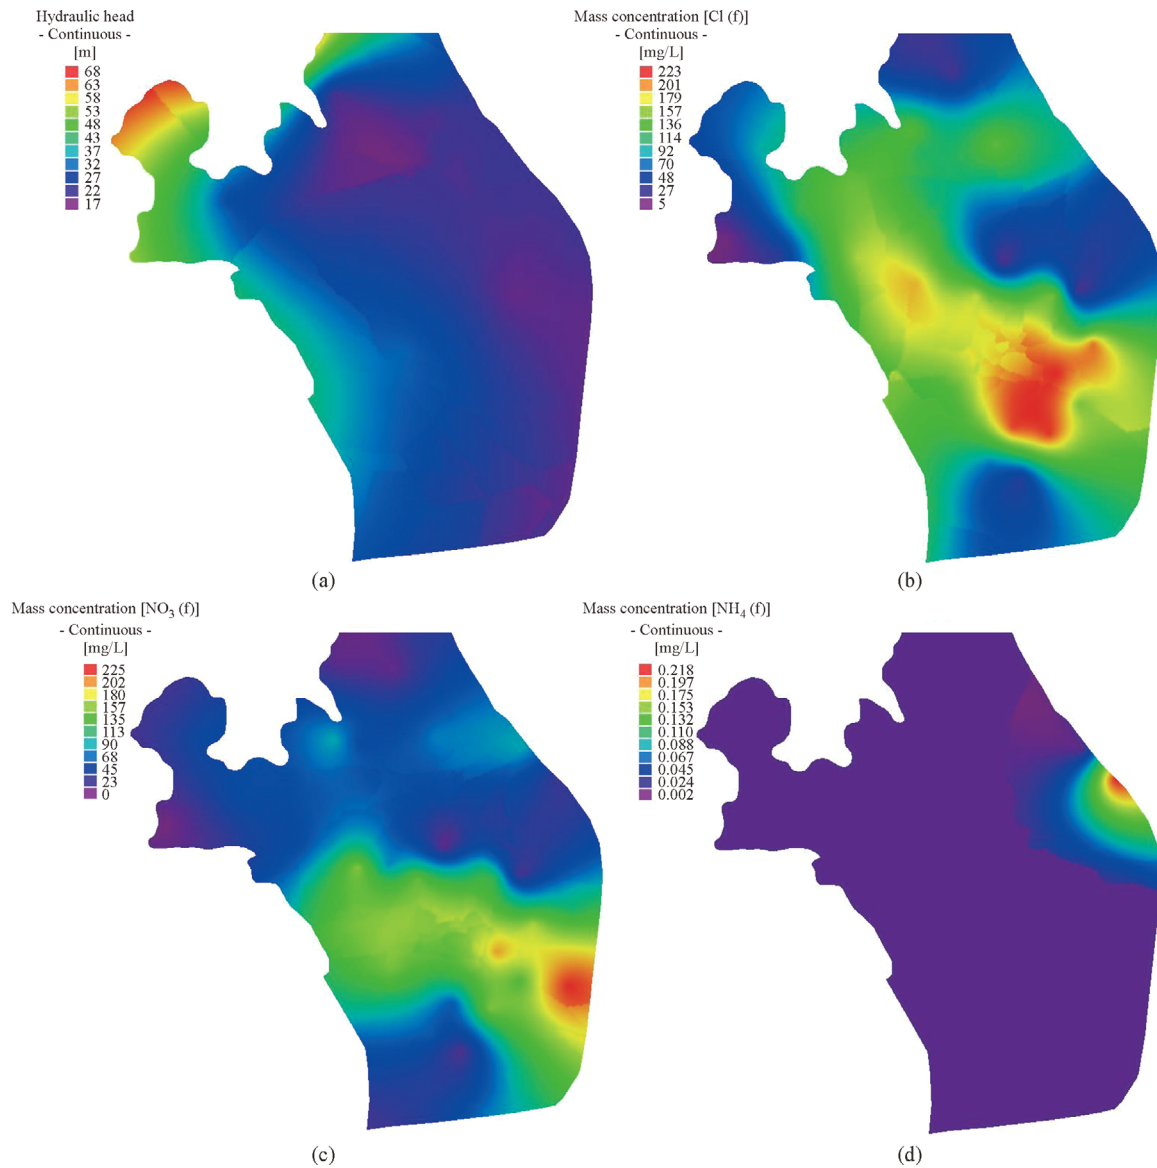 Hydraulic head
- Continuous -
[m]
68
63
58
53
48
43
37
32
27
22
17
(a)
Mass concentration [Cl (f)]
- Continuous -
[mg/L]
223
201
179
157
136
114
92
70
48
27
5
(b)
Mass concentration [NO₃ (f)]
- Continuous -
[mg/L]
225
202
180
157
135
113
90
68
45
23
0
(c)
Mass concentration [NH₄ (f)]
- Continuous -
[mg/L]
0.218
0.197
0.175
0.153
0.132
0.110
0.088
0.067
0.045
0.024
0.002
(d)